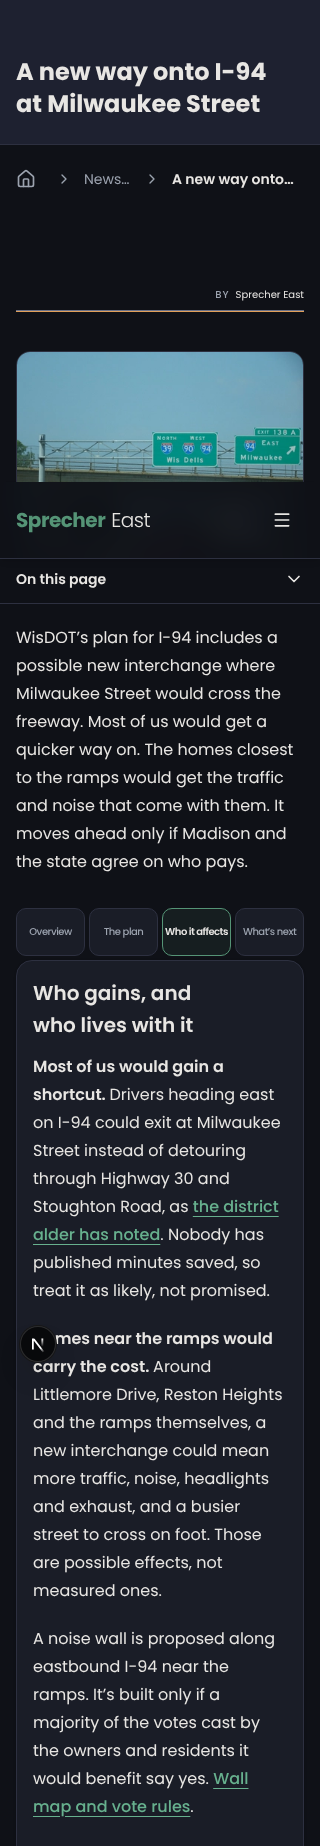 A new way onto I-94
at Milwaukee Street
News...
A new way onto...
BY Sprecher East
NORTH WEST
39 90 94
Wis Dells
EXIT 138 A
94 EAST
Milwaukee
Sprecher East
On this page
WisDOT’s plan for I-94 includes a
possible new interchange where
Milwaukee Street would cross the
freeway. Most of us would get a
quicker way on. The homes closest
to the ramps would get the traffic
and noise that come with them. It
moves ahead only if Madison and
the state agree on who pays.
Overview
The plan
Who it affects
What’s next
Who gains, and
who lives with it
Most of us would gain a
shortcut. Drivers heading east
on I-94 could exit at Milwaukee
Street instead of detouring
through Highway 30 and
Stoughton Road, as the district
alder has noted. Nobody has
published minutes saved, so
treat it as likely, not promised.
N
mes near the ramps would
carry the cost. Around
Littlemore Drive, Reston Heights
and the ramps themselves, a
new interchange could mean
more traffic, noise, headlights
and exhaust, and a busier
street to cross on foot. Those
are possible effects, not
measured ones.
A noise wall is proposed along
eastbound I-94 near the
ramps. It’s built only if a
majority of the votes cast by
the owners and residents it
would benefit say yes. Wall
map and vote rules.